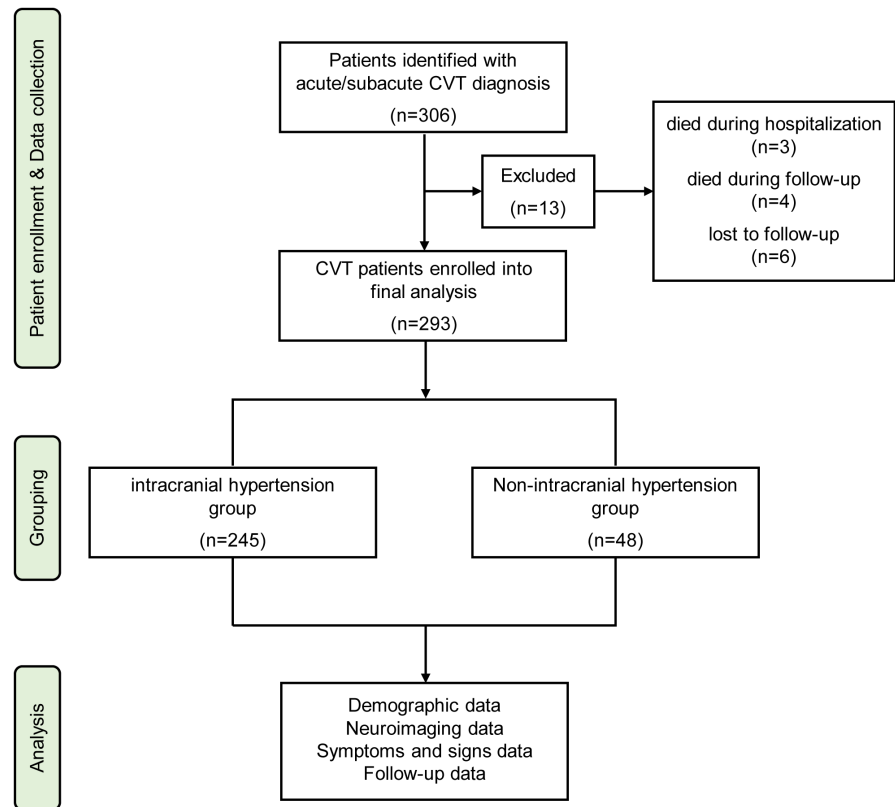 Patient enrollment & Data collection
Patients identified with
acute/subacute CVT diagnosis
(n=306)
Excluded
(n=13)
died during hospitalization
(n=3)
died during follow-up
(n=4)
lost to follow-up
(n=6)
CVT patients enrolled into
final analysis
(n=293)
Grouping
intracranial hypertension
group
(n=245)
Non-intracranial hypertension
group
(n=48)
Analysis
Demographic data
Neuroimaging data
Symptoms and signs data
Follow-up data